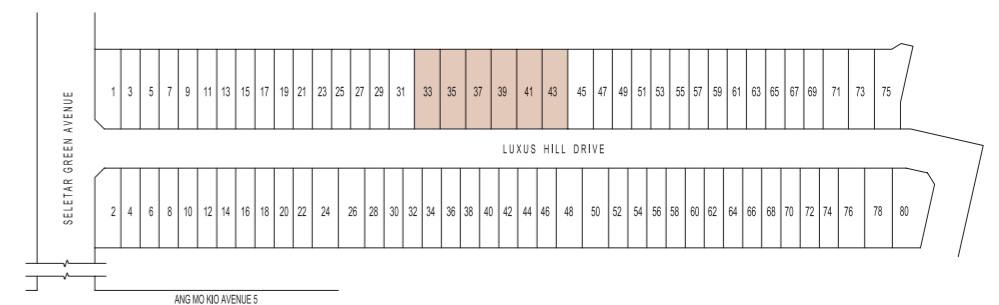 1 3 5 7 9 11 13 15 17 19 21 23 25 27 29 31 33 35 37 39 41 43 45 47 49 51 53 55 57 59 61 63 65 67 69 71 73 75
SELETAR GREEN AVENUE
LUXUS HILL DRIVE
2 4 6 8 10 12 14 16 18 20 22 24 26 28 30 32 34 36 38 40 42 44 46 48 50 52 54 56 58 60 62 64 66 68 70 72 74 76 78 80
ANG MO KIO AVENUE 5